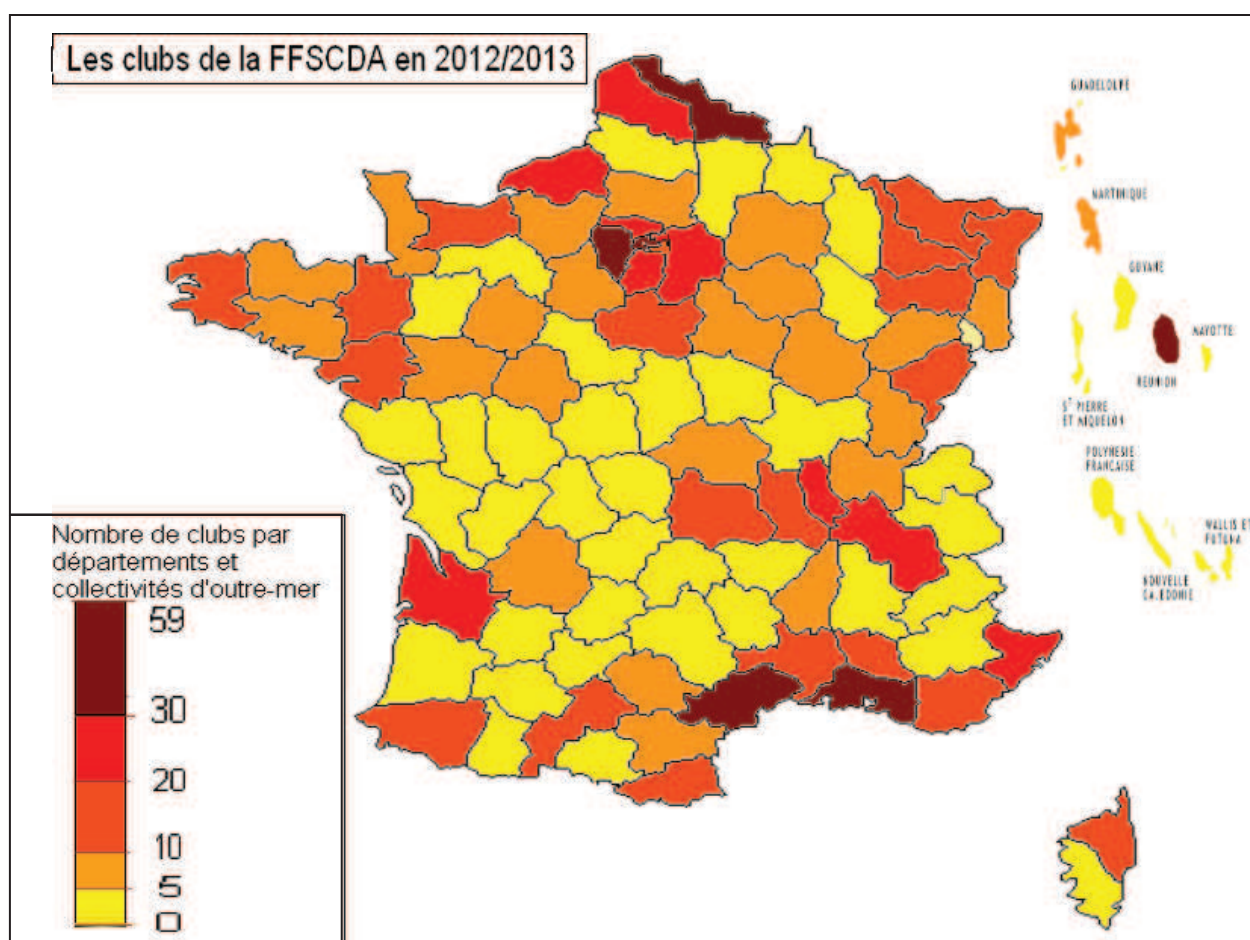 Les clubs de la FFSCDA en 2012/2013
GUADELOUPE
MARTINIQUE
GUYANE
MAYOTTE
REUNION
ST PIERRE
ET MIQUELON
POLYNESIE
FRANCAISE
WALLIS ET
FUTUNA
NOUVELLE
CALEDONIE
Nombre de clubs par
départements et
collectivités d'outre-mer
59
30
20
10
5
0